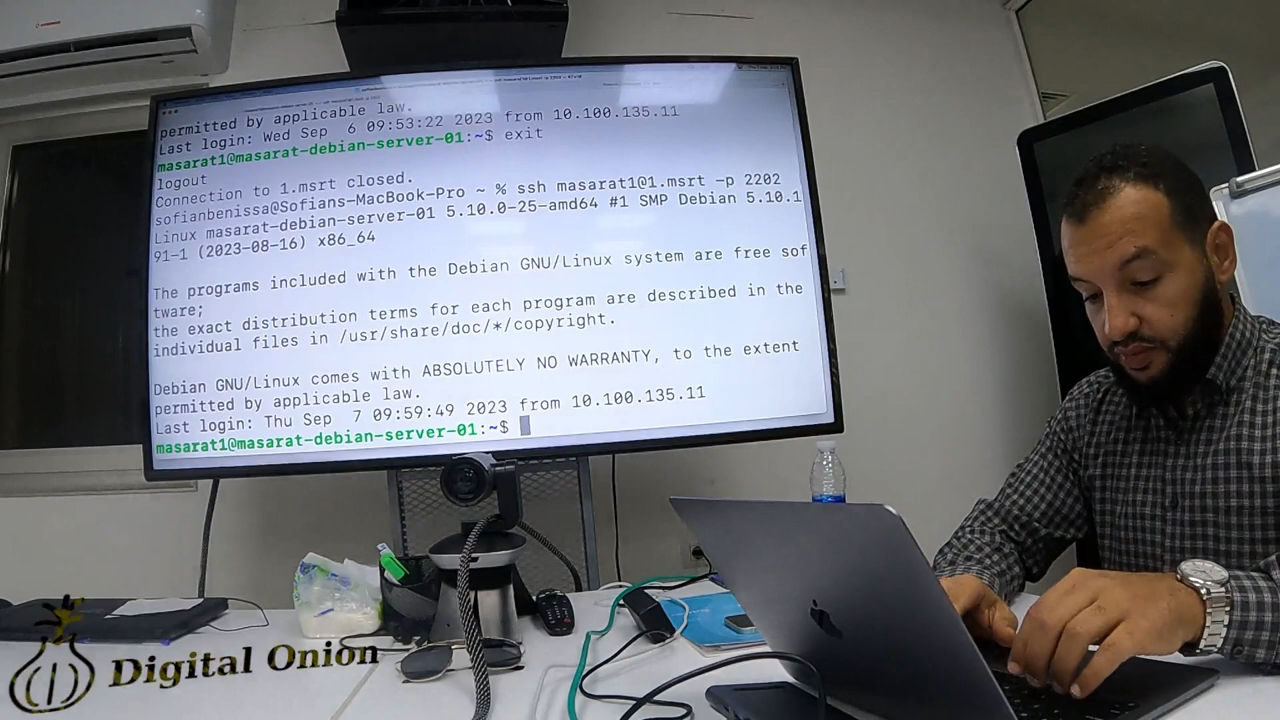 permitted by applicable law.
Last login: Wed Sep  6 09:53:22 2023 from 10.100.135.11
masarat1@masarat-debian-server-01:~$ exit
logout
Connection to 1.msrt closed.
sofianbenissa@Sofians-MacBook-Pro ~ % ssh masarat1@1.msrt -p 2202
Linux masarat-debian-server-01 5.10.0-25-amd64 #1 SMP Debian 5.10.1
91-1 (2023-08-16) x86_64
The programs included with the Debian GNU/Linux system are free sof
tware;
the exact distribution terms for each program are described in the
individual files in /usr/share/doc/*/copyright.
Debian GNU/Linux comes with ABSOLUTELY NO WARRANTY, to the extent
permitted by applicable law.
Last login: Thu Sep  7 09:59:49 2023 from 10.100.135.11
masarat1@masarat-debian-server-01:~$
Digital Onion